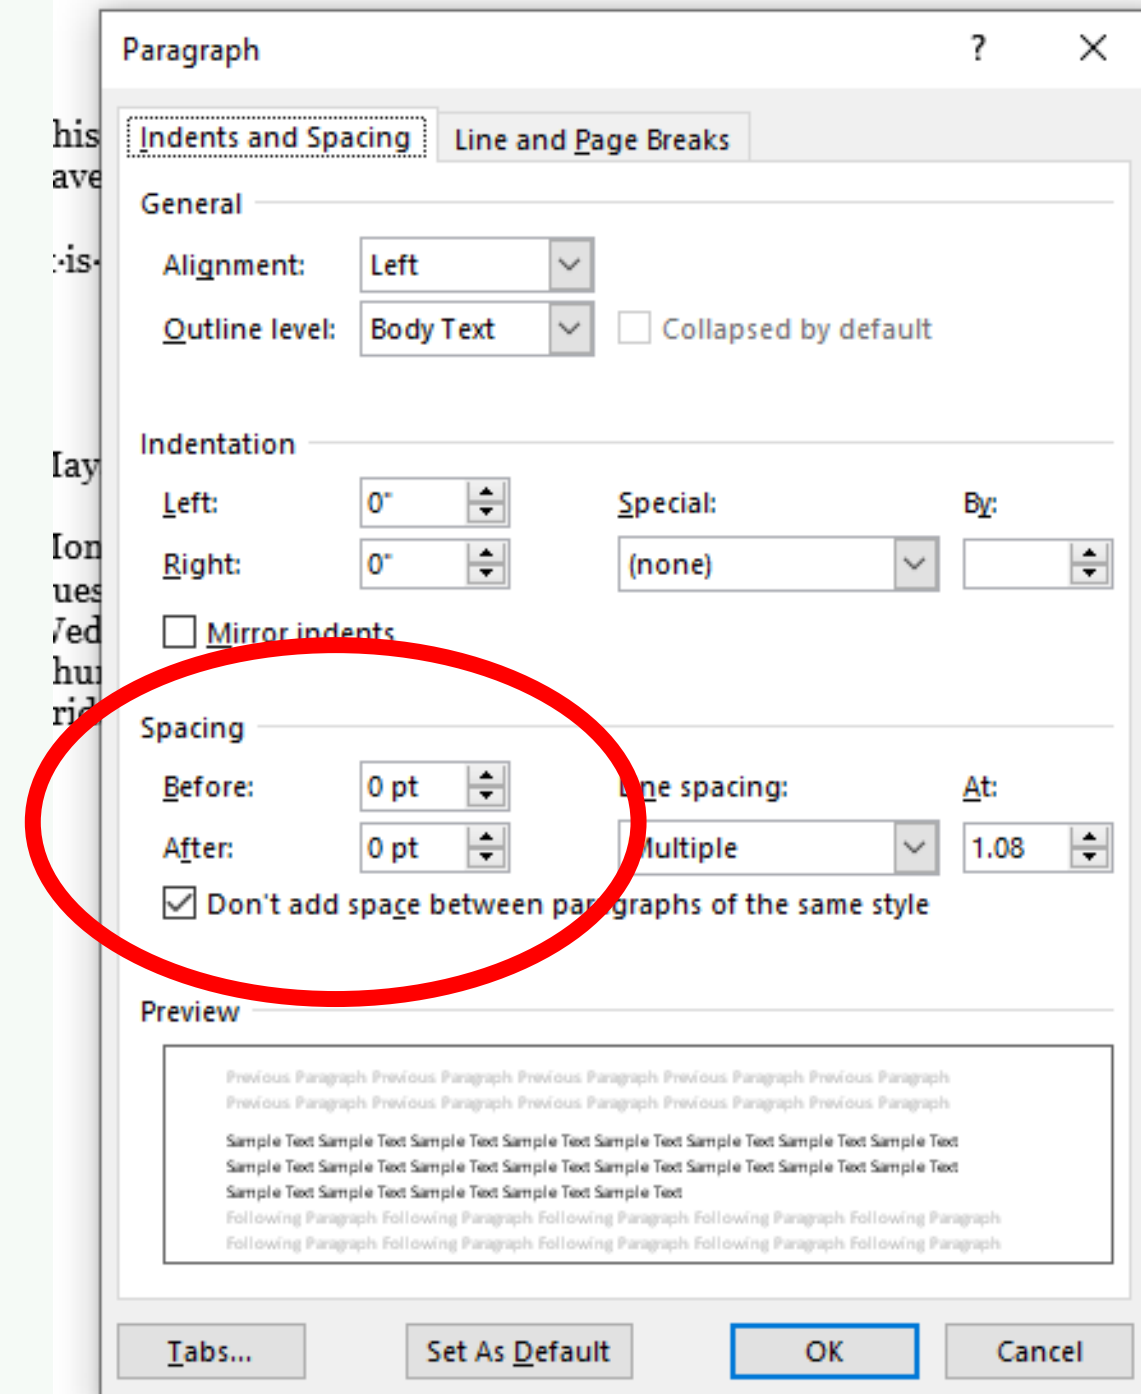 Paragraph ?
Indents and Spacing Line and Page Breaks
his
ave
General
is
Alignment: Left
Outline level: Body Text Collapsed by default
Indentation
Left: 0" Special: By:
Right: 0" (none)
ues
Mirror indents
Spacing
Before: 0 pt Line spacing: At:
After: 0 pt Multiple 1.08
Don't add space between paragraphs of the same style
Preview
Previous Paragraph Previous Paragraph Previous Paragraph Previous Paragraph Previous Paragraph
Previous Paragraph Previous Paragraph Previous Paragraph Previous Paragraph Previous Paragraph
Sample Text Sample Text Sample Text Sample Text Sample Text Sample Text Sample Text Sample Text
Sample Text Sample Text Sample Text Sample Text Sample Text Sample Text Sample Text Sample Text
Sample Text Sample Text Sample Text Sample Text Sample Text
Following Paragraph Following Paragraph Following Paragraph Following Paragraph Following Paragraph
Following Paragraph Following Paragraph Following Paragraph Following Paragraph Following Paragraph
Tabs... Set As Default OK Cancel